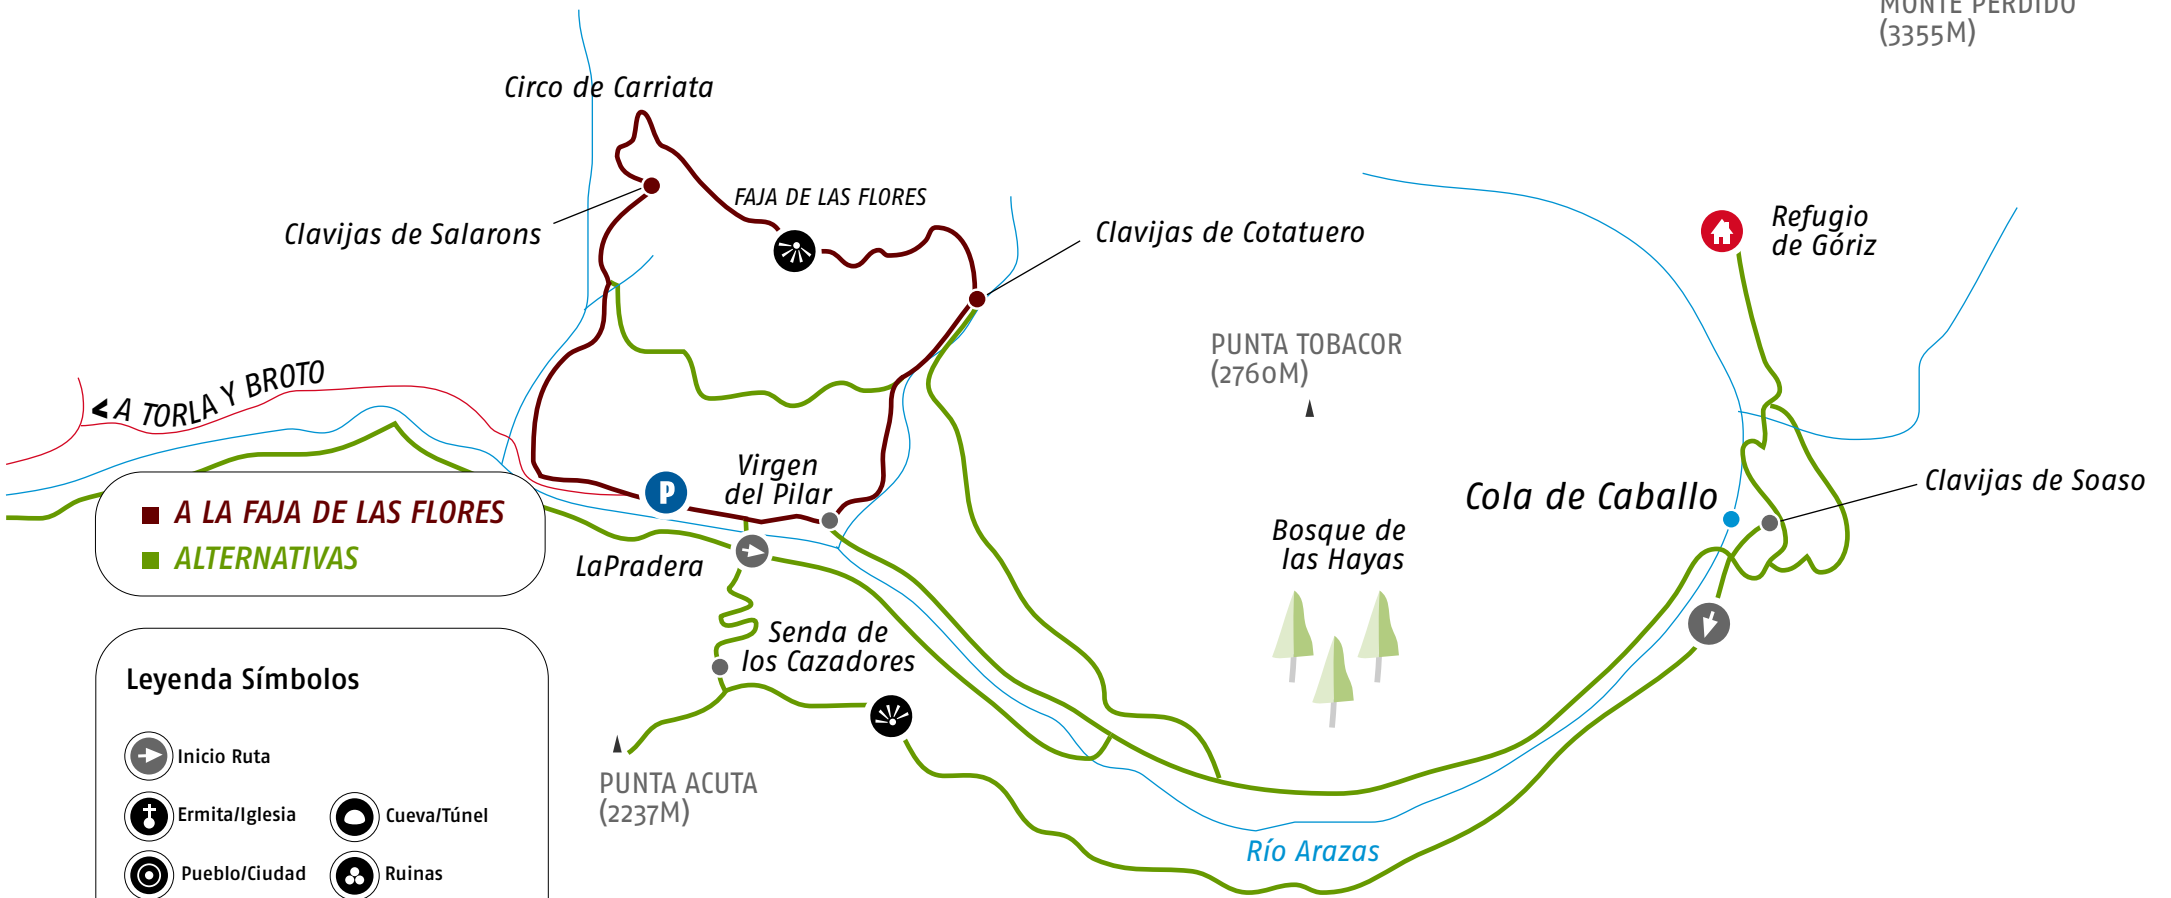 MONTE PERDIDO
(3355M)
Circo de Carriata
FAJA DE LAS FLORES
Clavijas de Salarons
Clavijas de Cotatuero
Refugio
de Góriz
PUNTA TOBACOR
(2760M)
< A TORLA Y BROTO
Virgen
del Pilar
P
Cola de Caballo
Clavijas de Soaso
A LA FAJA DE LAS FLORES
ALTERNATIVAS
Bosque de
las Hayas
LaPradera
Senda de
los Cazadores
Leyenda Símbolos
Inicio Ruta
PUNTA ACUTA
(2237M)
Ermita/Iglesia
Cueva/Túnel
Río Arazas
Pueblo/Ciudad
Ruinas